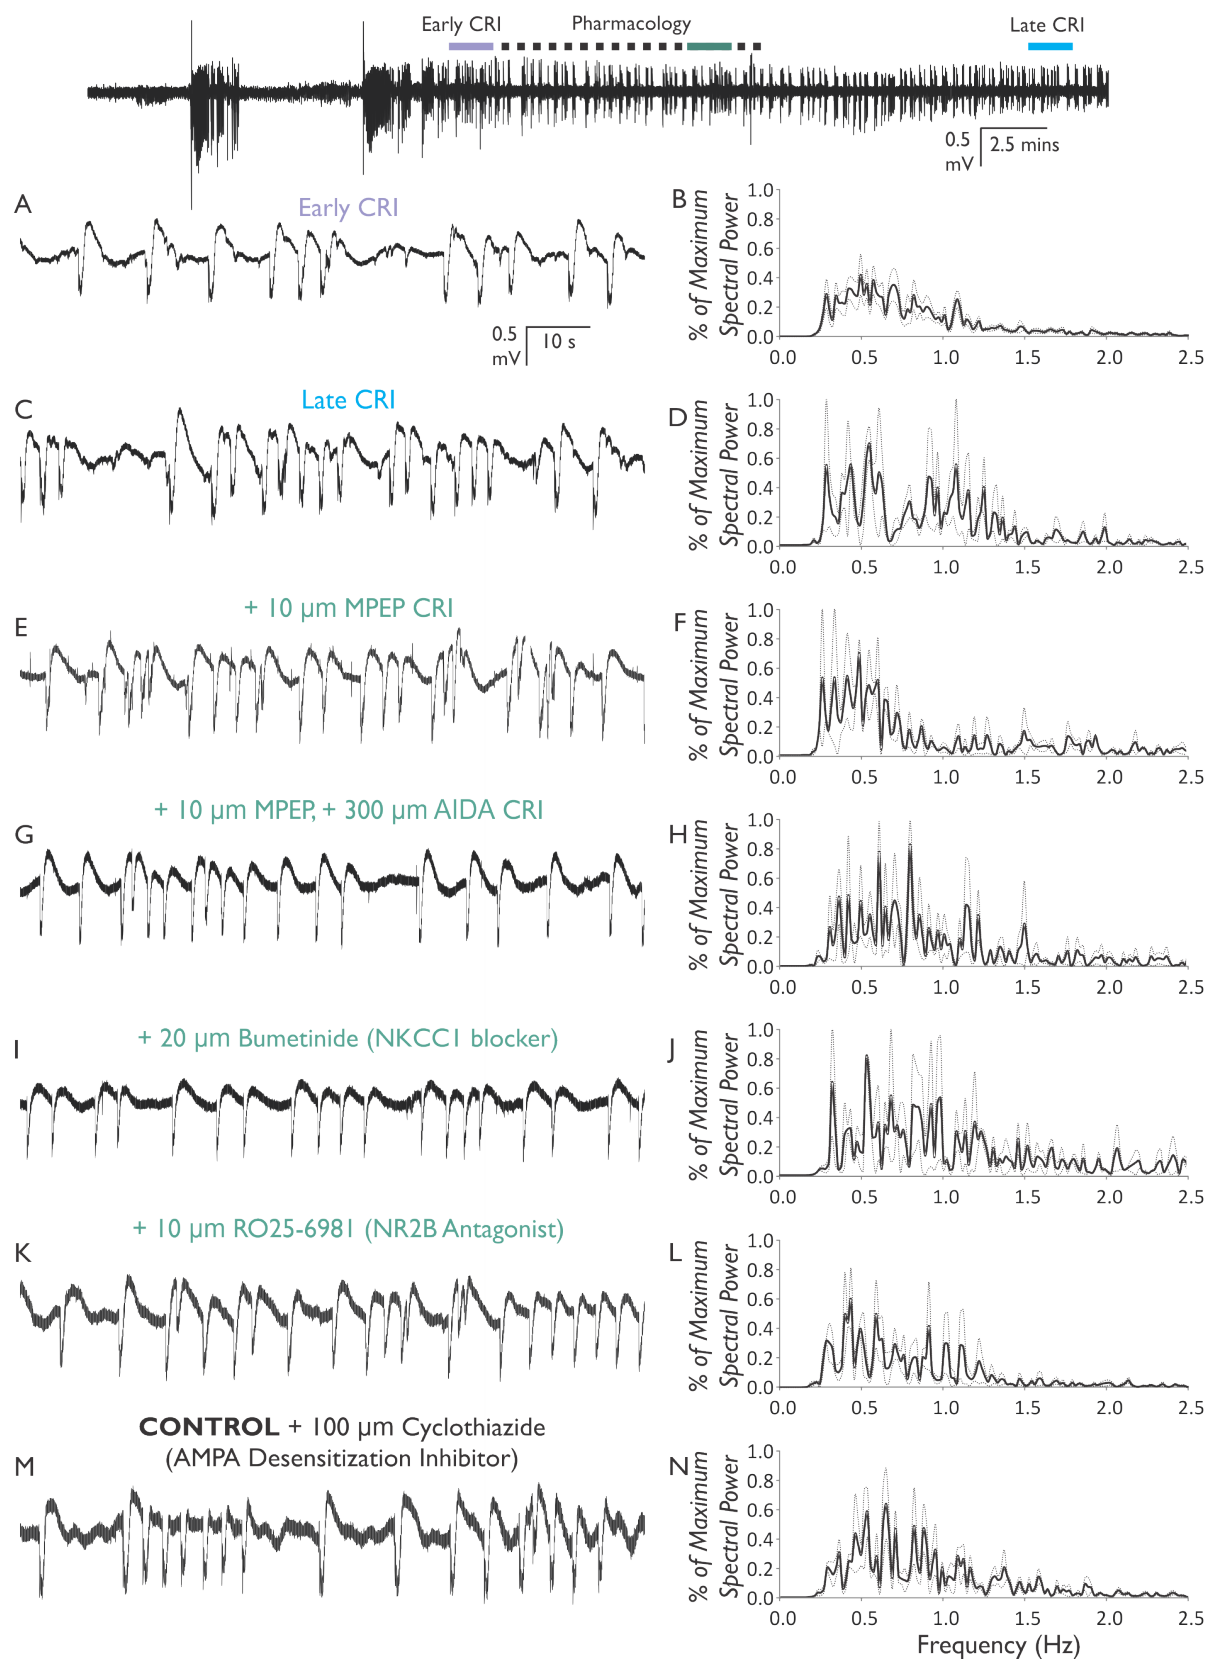 Early CRI
Pharmacology
Late CRI
0.5
mV
2.5 mins
A
Early CRI
0.5
mV
10 s
B
% of Maximum
Spectral Power
1.0
0.8
0.6
0.4
0.2
0.0
0.0 0.5 1.0 1.5 2.0 2.5
C
Late CRI
D
% of Maximum
Spectral Power
1.0
0.8
0.6
0.4
0.2
0.0
0.0 0.5 1.0 1.5 2.0 2.5
E
+ 10 µm MPEP CRI
F
% of Maximum
Spectral Power
1.0
0.8
0.6
0.4
0.2
0.0
0.0 0.5 1.0 1.5 2.0 2.5
G
+ 10 µm MPEP, + 300 µm AIDA CRI
H
% of Maximum
Spectral Power
1.0
0.8
0.6
0.4
0.2
0.0
0.0 0.5 1.0 1.5 2.0 2.5
I
+ 20 µm Bumetinide (NKCC1 blocker)
J
% of Maximum
Spectral Power
1.0
0.8
0.6
0.4
0.2
0.0
0.0 0.5 1.0 1.5 2.0 2.5
K
+ 10 µm RO25-6981 (NR2B Antagonist)
L
% of Maximum
Spectral Power
1.0
0.8
0.6
0.4
0.2
0.0
0.0 0.5 1.0 1.5 2.0 2.5
M
CONTROL + 100 µm Cyclothiazide
(AMPA Desensitization Inhibitor)
N
% of Maximum
Spectral Power
1.0
0.8
0.6
0.4
0.2
0.0
0.0 0.5 1.0 1.5 2.0 2.5
Frequency (Hz)